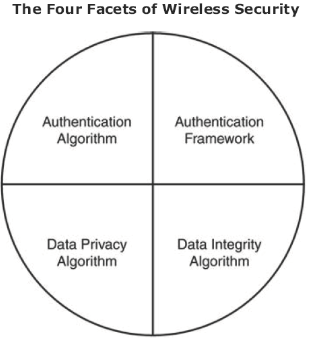 The Four Facets of Wireless Security
Authentication
Algorithm
Authentication
Framework
Data Privacy
Algorithm
Data Integrity
Algorithm